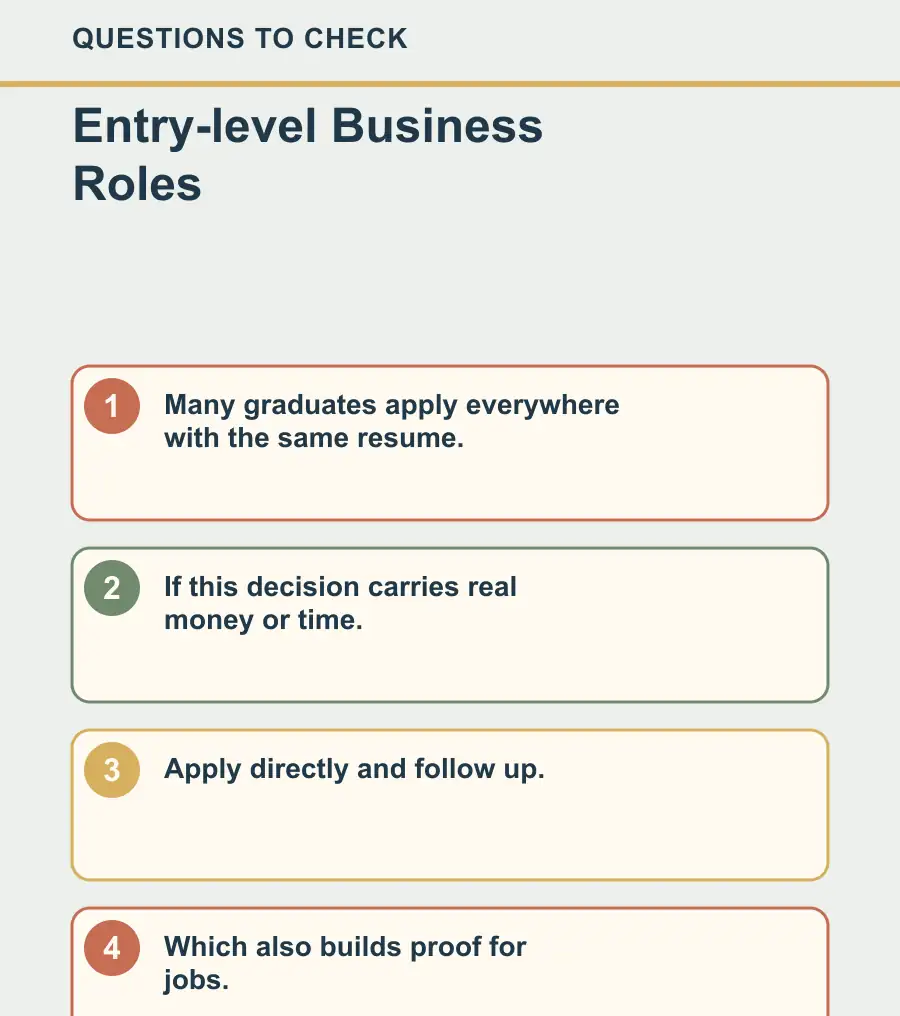 QUESTIONS TO CHECK
Entry-level Business
Roles
1
Many graduates apply everywhere
with the same resume.
2
If this decision carries real
money or time.
3
Apply directly and follow up.
4
Which also builds proof for
jobs.